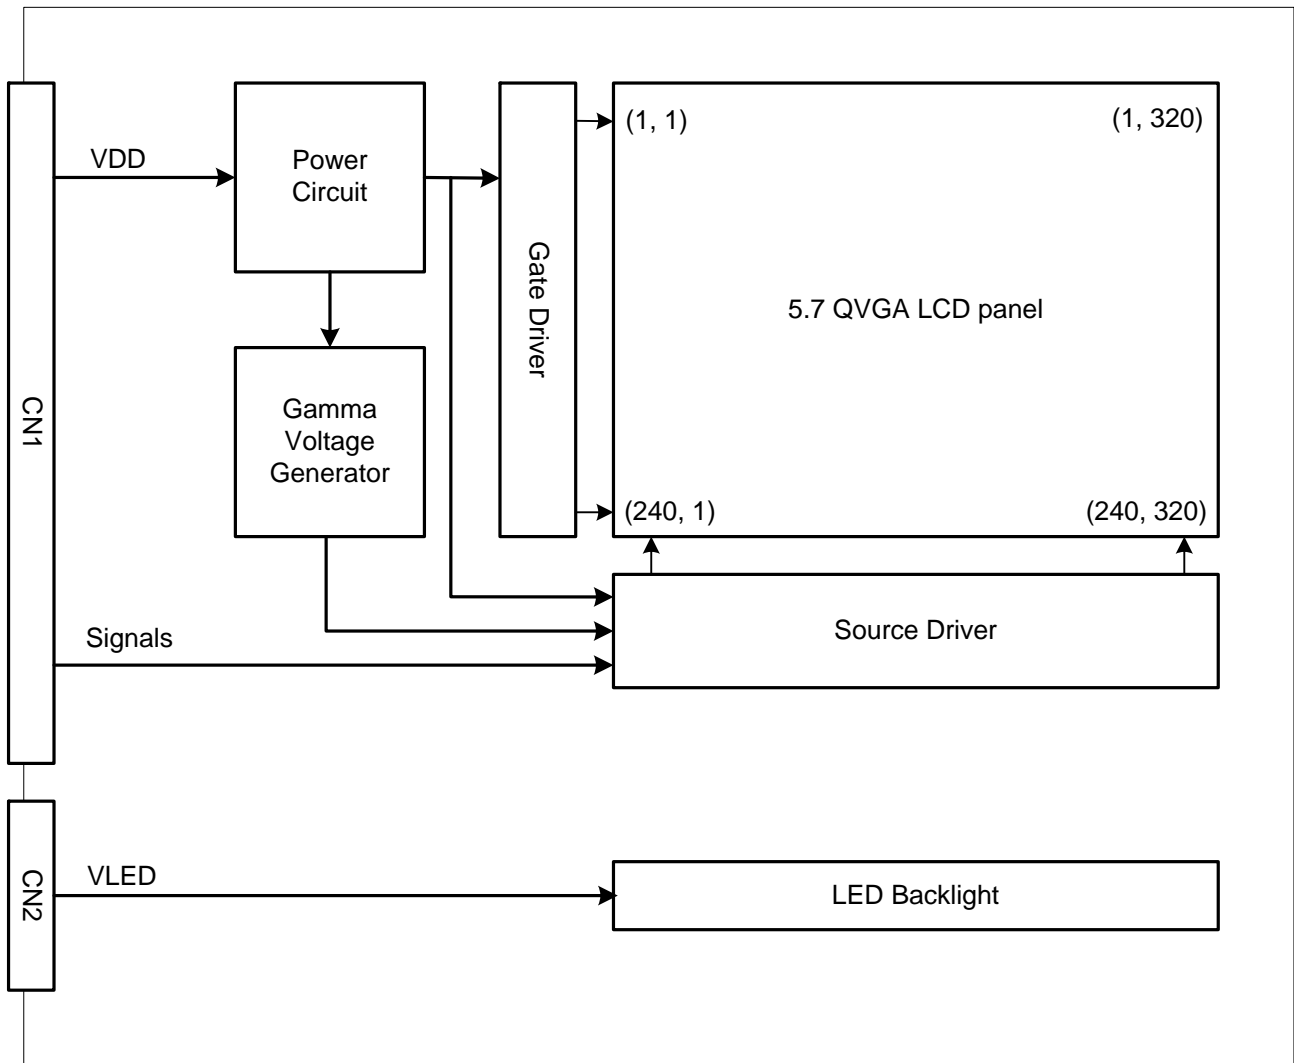 (1, 1)
(1, 320)
VDD
Power
Circuit
Gate Driver
5.7 QVGA LCD panel
CN1
Gamma
Voltage
Generator
(240, 1)
(240, 320)
Signals
Source Driver
CN2
VLED
LED Backlight